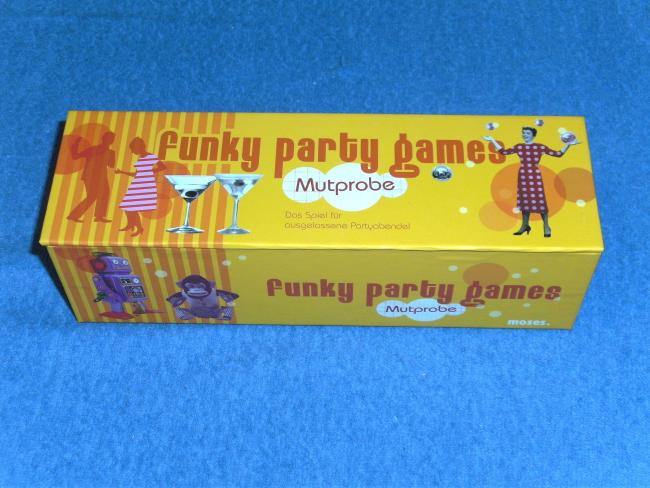 funky party games
Mutprobe
Das Spiel für
ausgelassene Partyabende!
funky party games
Mutprobe
moses.